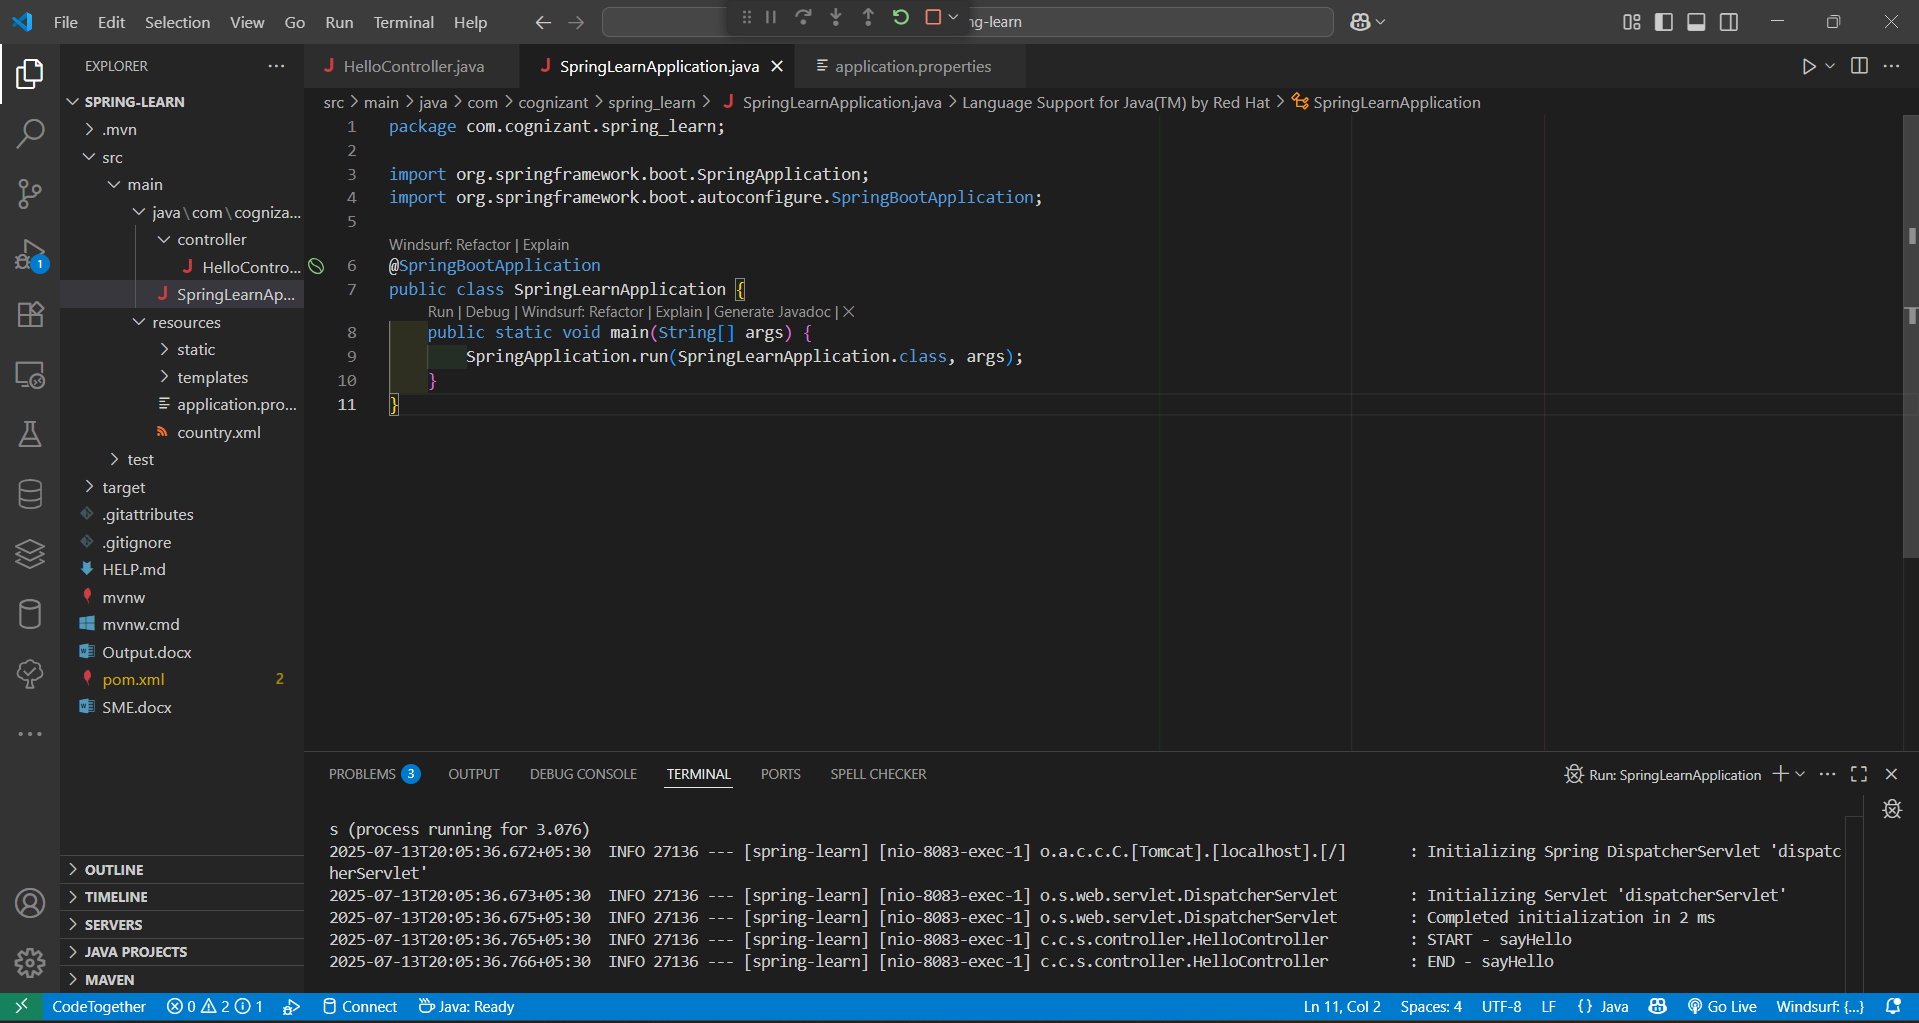 File Edit Selection View Go Run Terminal Help
ng-learn
EXPLORER
SPRING-LEARN
.mvn
src
main
java\com\cogniza...
controller
HelloContro...
SpringLearnAp...
resources
static
templates
application.pro...
country.xml
test
target
.gitattributes
.gitignore
HELP.md
mvnw
mvnw.cmd
Output.docx
pom.xml 2
SME.docx
OUTLINE
TIMELINE
SERVERS
JAVA PROJECTS
MAVEN
1
HelloController.java
SpringLearnApplication.java
application.properties
src > main > java > com > cognizant > spring_learn > SpringLearnApplication.java > Language Support for Java(TM) by Red Hat > SpringLearnApplication
1 package com.cognizant.spring_learn;
2
3 import org.springframework.boot.SpringApplication;
4 import org.springframework.boot.autoconfigure.SpringBootApplication;
5
Windsurf: Refactor | Explain
6 @SpringBootApplication
7 public class SpringLearnApplication {
Run | Debug | Windsurf: Refactor | Explain | Generate Javadoc | ×
8 public static void main(String[] args) {
9 SpringApplication.run(SpringLearnApplication.class, args);
10 }
11 }
PROBLEMS 3 OUTPUT DEBUG CONSOLE TERMINAL PORTS SPELL CHECKER
Run: SpringLearnApplication
s (process running for 3.076)
2025-07-13T20:05:36.672+05:30 INFO 27136 --- [spring-learn] [nio-8083-exec-1] o.a.c.c.C.[Tomcat].[localhost].[/] : Initializing Spring DispatcherServlet 'dispatc
herServlet'
2025-07-13T20:05:36.673+05:30 INFO 27136 --- [spring-learn] [nio-8083-exec-1] o.s.web.servlet.DispatcherServlet : Initializing Servlet 'dispatcherServlet'
2025-07-13T20:05:36.675+05:30 INFO 27136 --- [spring-learn] [nio-8083-exec-1] o.s.web.servlet.DispatcherServlet : Completed initialization in 2 ms
2025-07-13T20:05:36.765+05:30 INFO 27136 --- [spring-learn] [nio-8083-exec-1] c.c.s.controller.HelloController : START - sayHello
2025-07-13T20:05:36.766+05:30 INFO 27136 --- [spring-learn] [nio-8083-exec-1] c.c.s.controller.HelloController : END - sayHello
CodeTogether 0 2 1 Connect Java: Ready Ln 11, Col 2 Spaces: 4 UTF-8 LF {} Java Go Live Windsurf: {...}